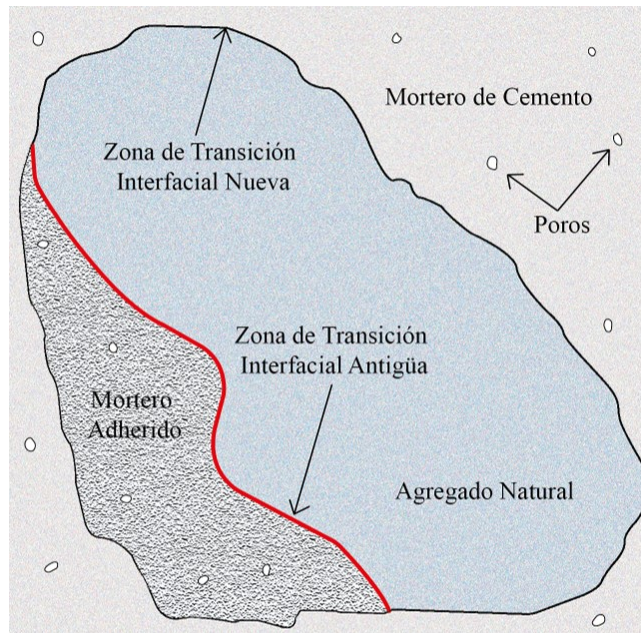 Mortero de Cemento
Zona de Transición
Interfacial Nueva
Poros
Zona de Transición
Interfacial Antigüa
Mortero
Adherido
Agregado Natural